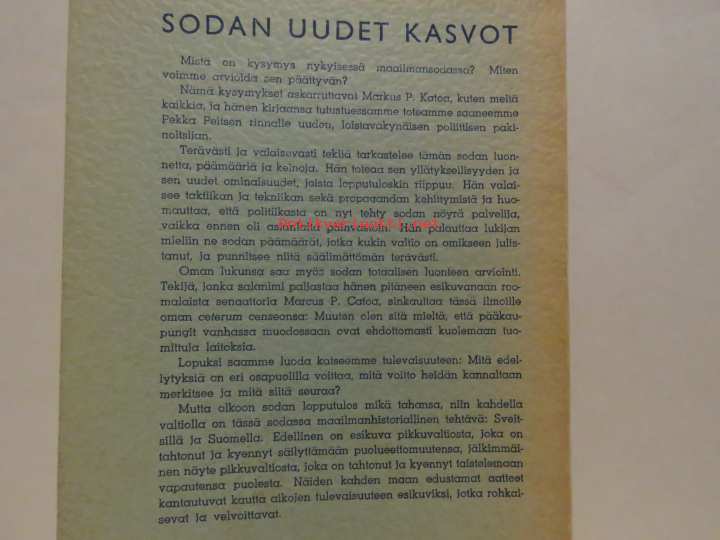 SODAN UUDET KASVOT
Mistä on kysymys nykyisessä maailmansodassa? Miten
voimme arvioida sen päättyvän?
Nämä kysymykset askarruttavat Markus P. Katoa, kuten meitä
kaikkia, ja hänen kirjaansa tutustuessamme toteamme saaneemme
Pekka Peitsen rinnalle uuden, loistavakynäisen poliittisen paki-
noitsijan.
Terävästi ja valaisevasti tekijä tarkastelee tämän sodan luon-
netta, päämääriä ja keinoja. Hän toteaa sen yllätyksellisyyden ja
sen uudet ominaisuudet, joista lopputuloskin riippuu. Hän valai-
see taktiikan ja tekniikan sekä propagandan kehittymistä ja huo-
mauttaa, että politiikasta on nyt tehty sodan nöyrä palvelija,
vaikka ennen oli asianlaita päinvastoin. Hän palauttaa lukijan
mieliin ne sodan päämäärät, jotka kukin valtio on omikseen julis-
tanut, ja punnitsee niitä säälimättömän terävästi.
Oman lukunsa saa myös sodan totaalisen luonteen arviointi.
Tekijä, jonka salanimi paljastaa hänen pitäneen esikuvanaan roo-
malaista senaattoria Marcus P. Catoa, sinkauttaa tässä ilmoille
oman ceterum censeonsa: Muuten olen sitä mieltä, että pääkau-
pungit vanhassa muodossaan ovat ehdottomasti kuolemaan tuo-
mittuja laitoksia.
Lopuksi saamme luoda katseemme tulevaisuuteen: Mitä edel-
lytyksiä on eri osapuolilla voittaa, mitä voitto heidän kannaltaan
merkitsee ja mitä siitä seuraa?
Mutta olkoon sodan lopputulos mikä tahansa, niin kahdella
valtiolla on tässä sodassa maailmanhistoriallinen tehtävä: Sveit-
sillä ja Suomella. Edellinen on esikuva pikkuvaltiosta, joka on
tahtonut ja kyennyt säilyttämään puolueettomuutensa, jälkimmäi-
nen näyte pikkuvaltiosta, joka on tahtonut ja kyennyt taistelemaan
vapautensa puolesta. Näiden kahden maan edustamat aatteet
kantautuvat kautta aikojen tulevaisuuteen esikuviksi, jotka rohkai-
sevat ja velvoittavat.